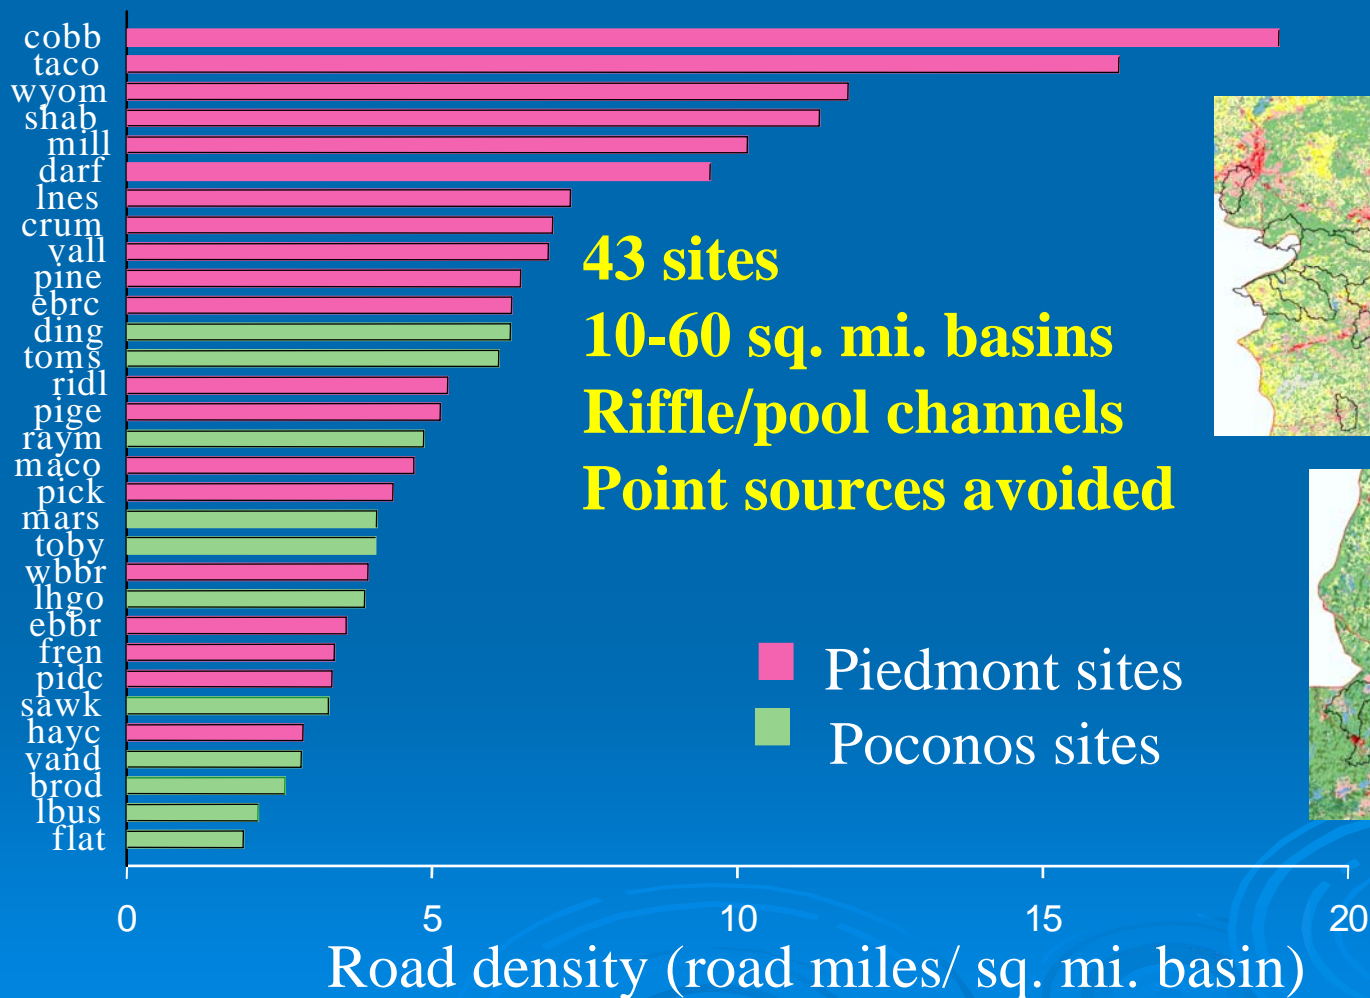 cobb
taco
wyom
shab
mill
darf
lnes
crum
vall
pine
ebrc
ding
toms
ridl
pige
raym
maco
pick
mars
toby
wbbr
lhgo
ebbr
fren
pidc
sawk
hayc
vand
brod
lbus
flat
43 sites
10-60 sq. mi. basins
Riffle/pool channels
Point sources avoided
Piedmont sites
Poconos sites
0 5 10 15 20
Road density (road miles/ sq. mi. basin)